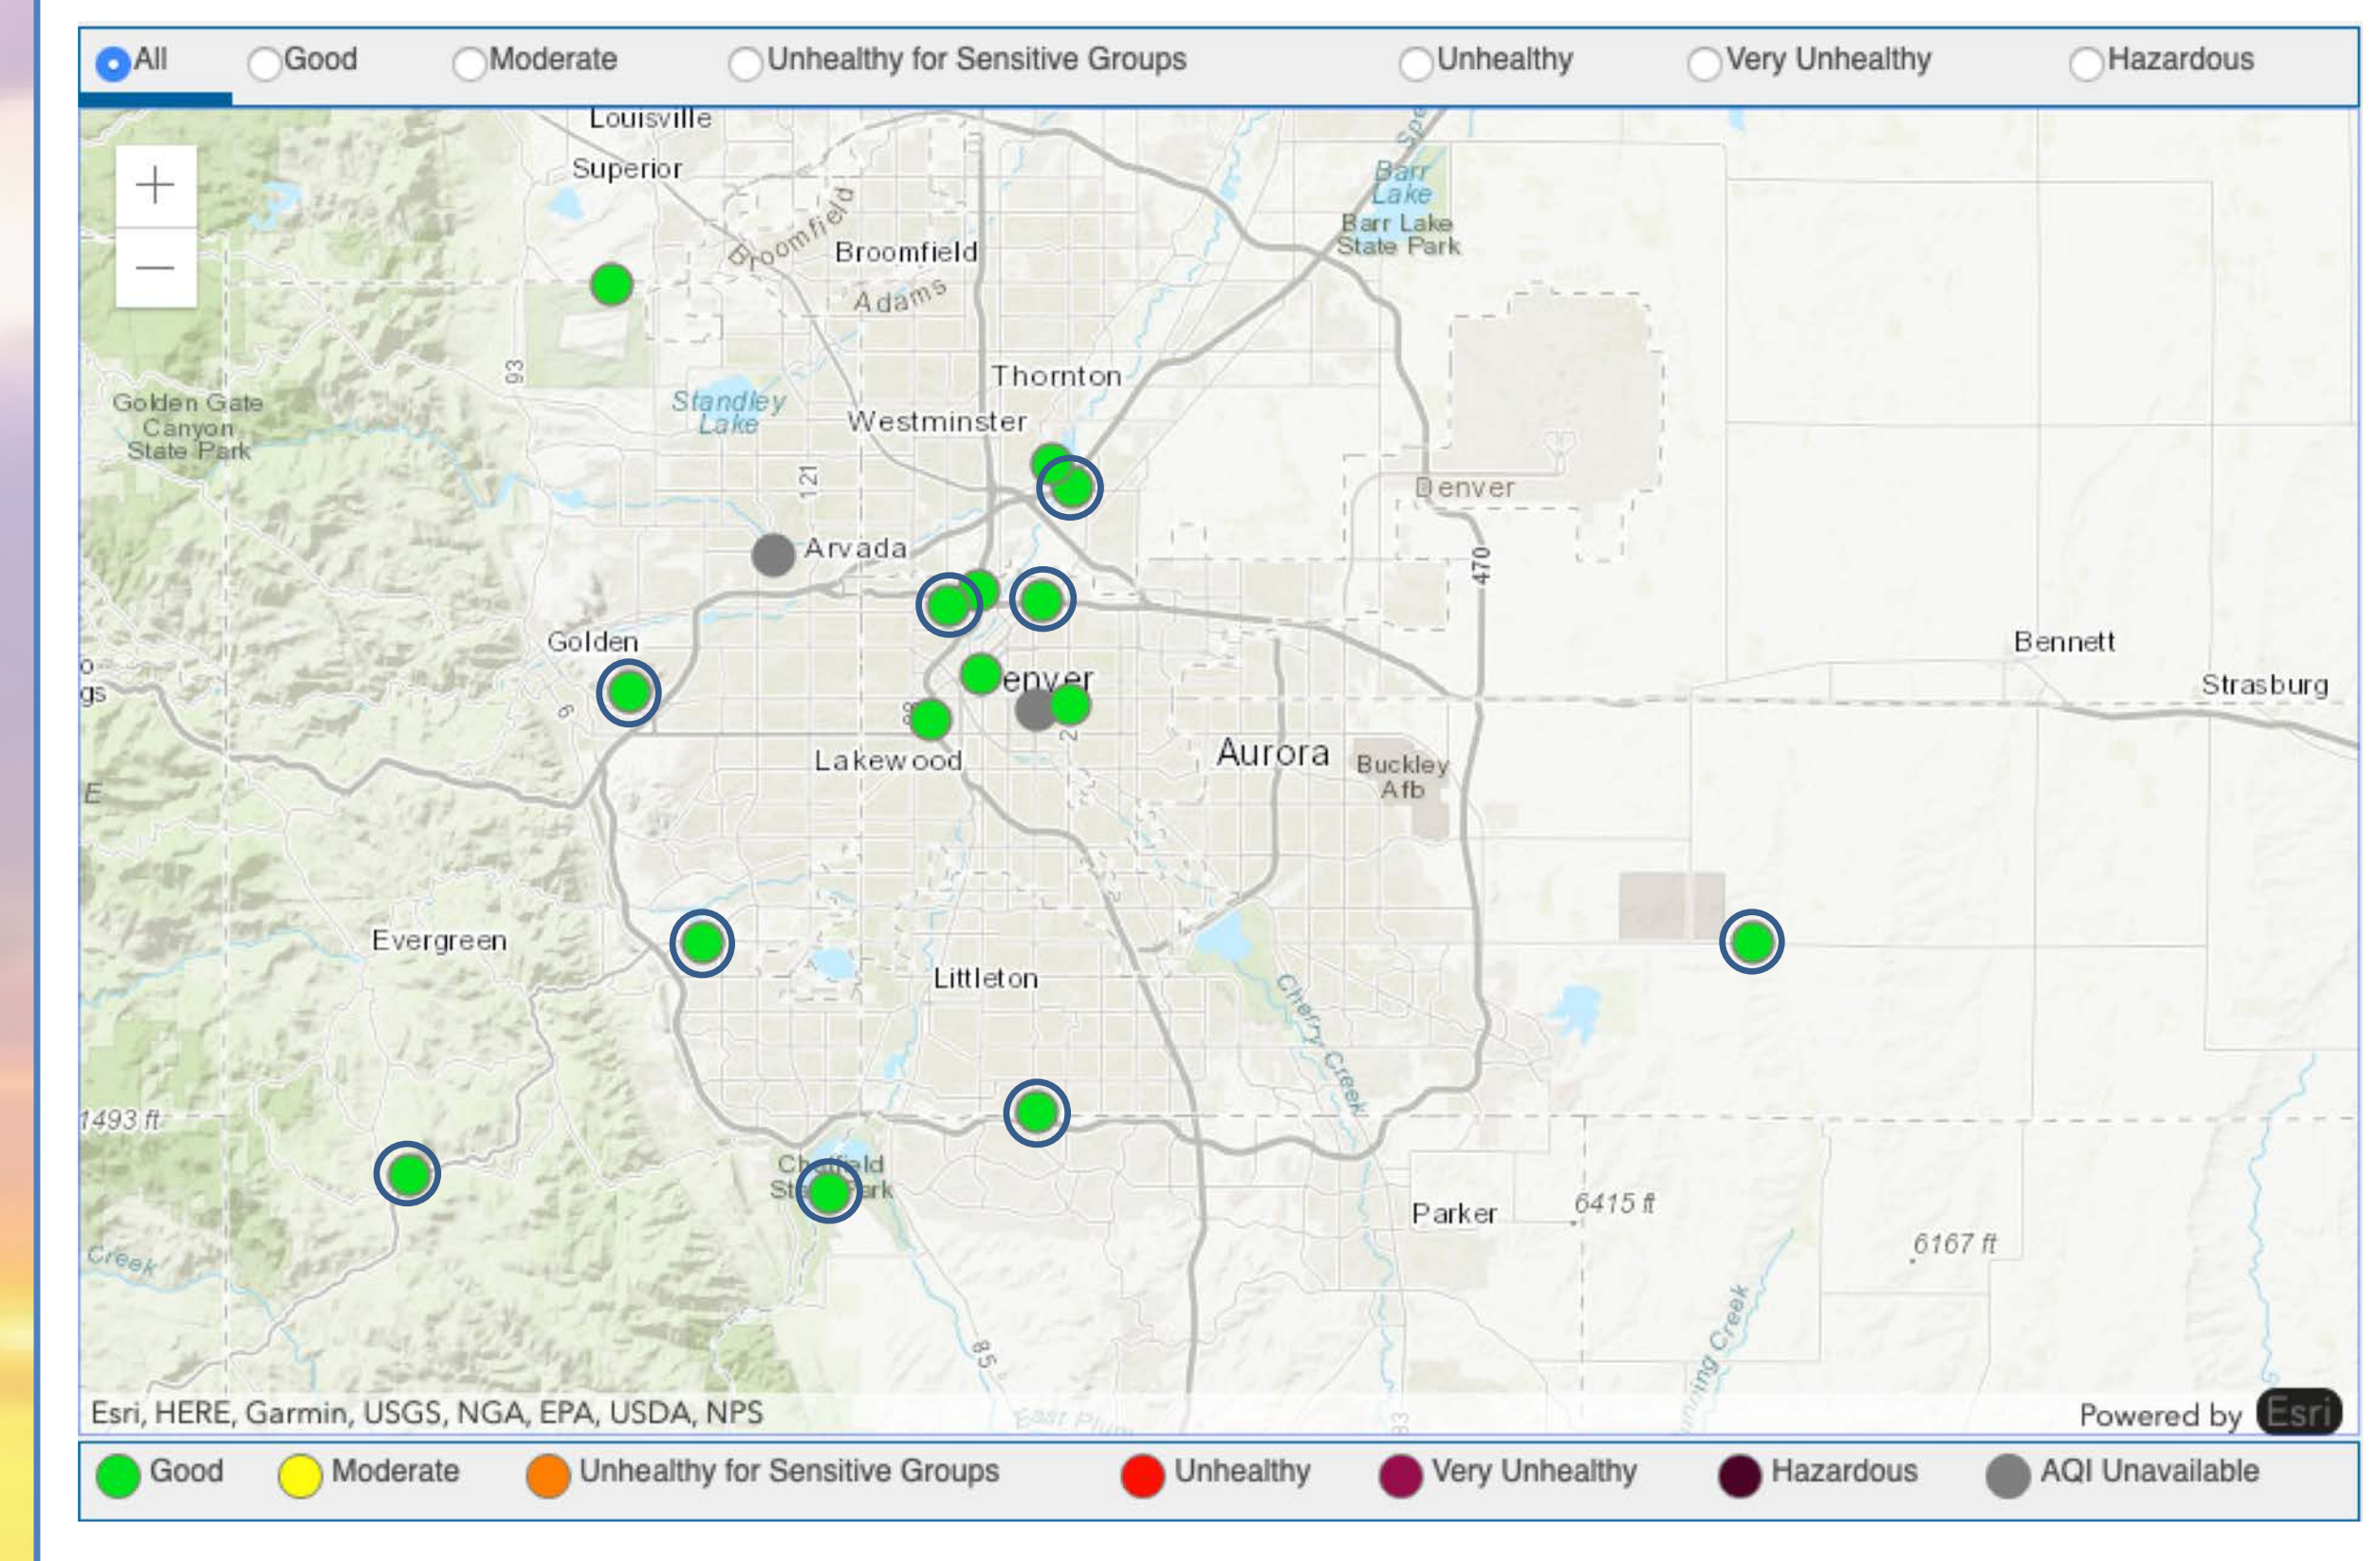 All Good Moderate Unhealthy for Sensitive Groups Unhealthy Very Unhealthy Hazardous
Louisville
Superior
Broomfield
Broomfield
Adams
Barr
Lake
Barr Lake
State Park
93
Thornton
Golden Gate
Canyon
State Park
Standley
Lake
Westminster
121
Denver
Arvada
470
Golden
Bennett
enver
Strasburg
gs
6
Lakewood
2
Aurora
Buckley
Afb
E
Evergreen
Littleton
Cherry Creek
1493 ft
Parker
6415 ft
6167 ft
Creek
85
83
Esri, HERE, Garmin, USGS, NGA, EPA, USDA, NPS
Powered by Esri
Good Moderate Unhealthy for Sensitive Groups Unhealthy Very Unhealthy Hazardous AQI Unavailable